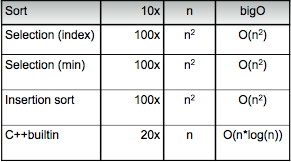 Sort 10x n bigO
Selection (index) 100x n² O(n²)
Selection (min) 100x n² O(n²)
Insertion sort 100x n² O(n²)
C++builtin 20x n O(n*log(n))